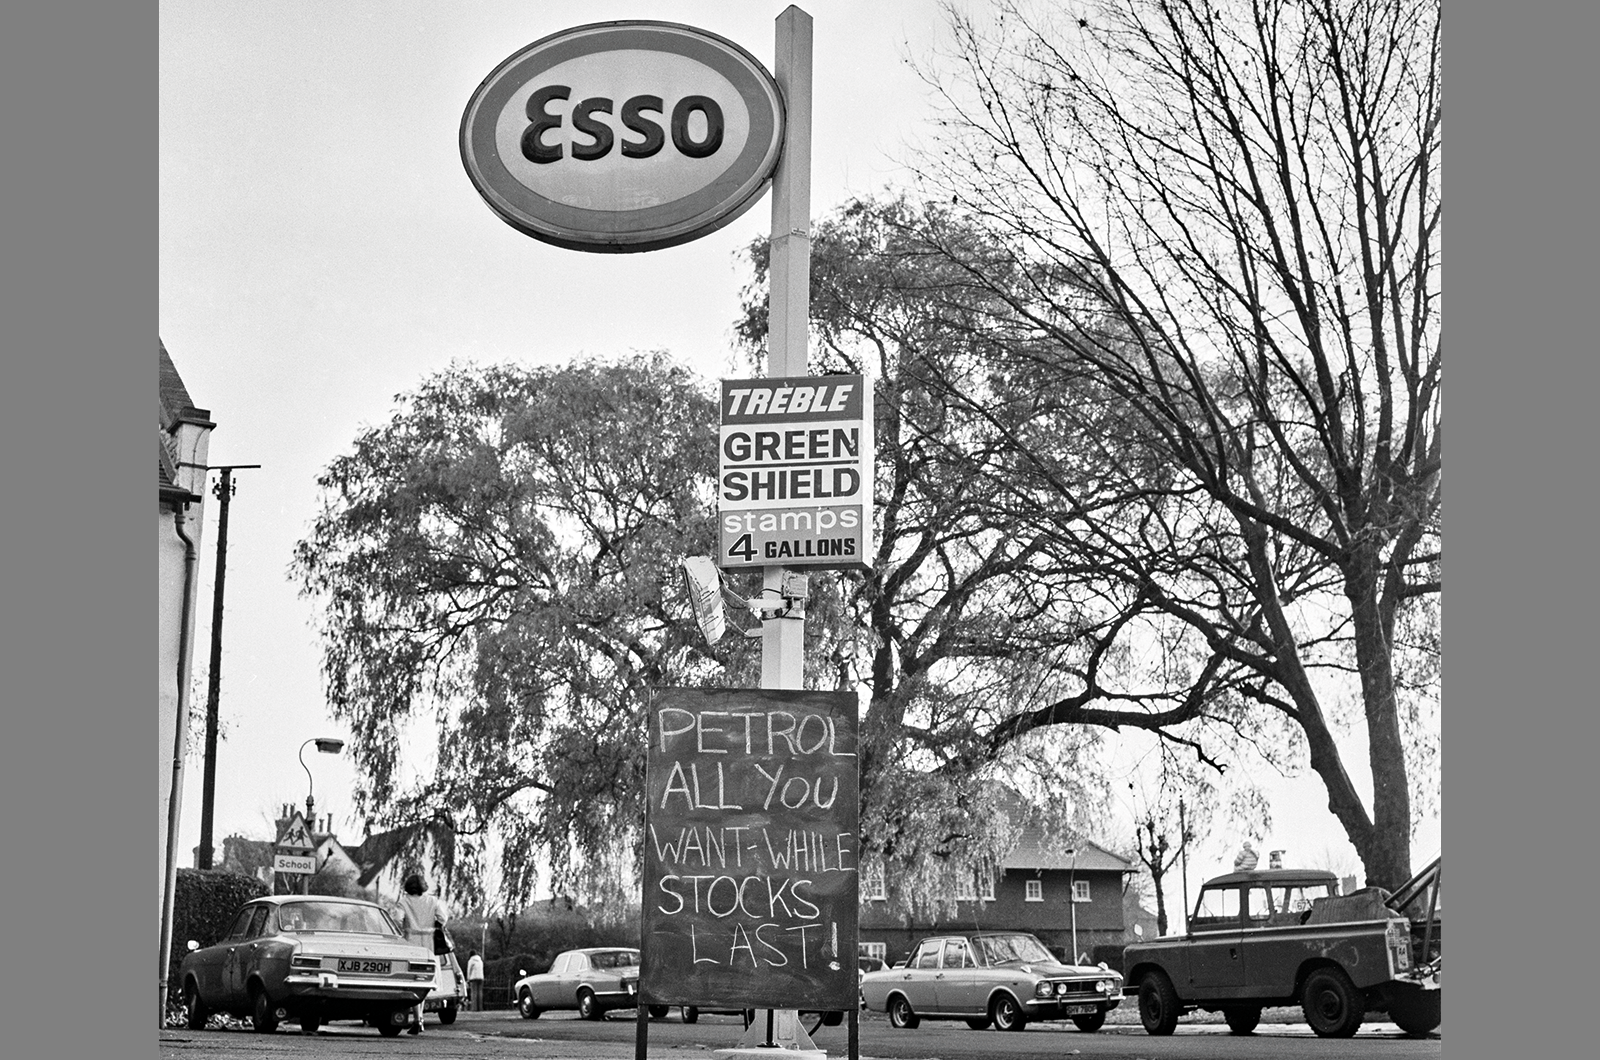 Esso
TREBLE
GREEN
SHIELD
stamps
4 GALLONS
PETROL
ALL YOU
WANT-WHILE
STOCKS
LAST!
School
XJB 290H